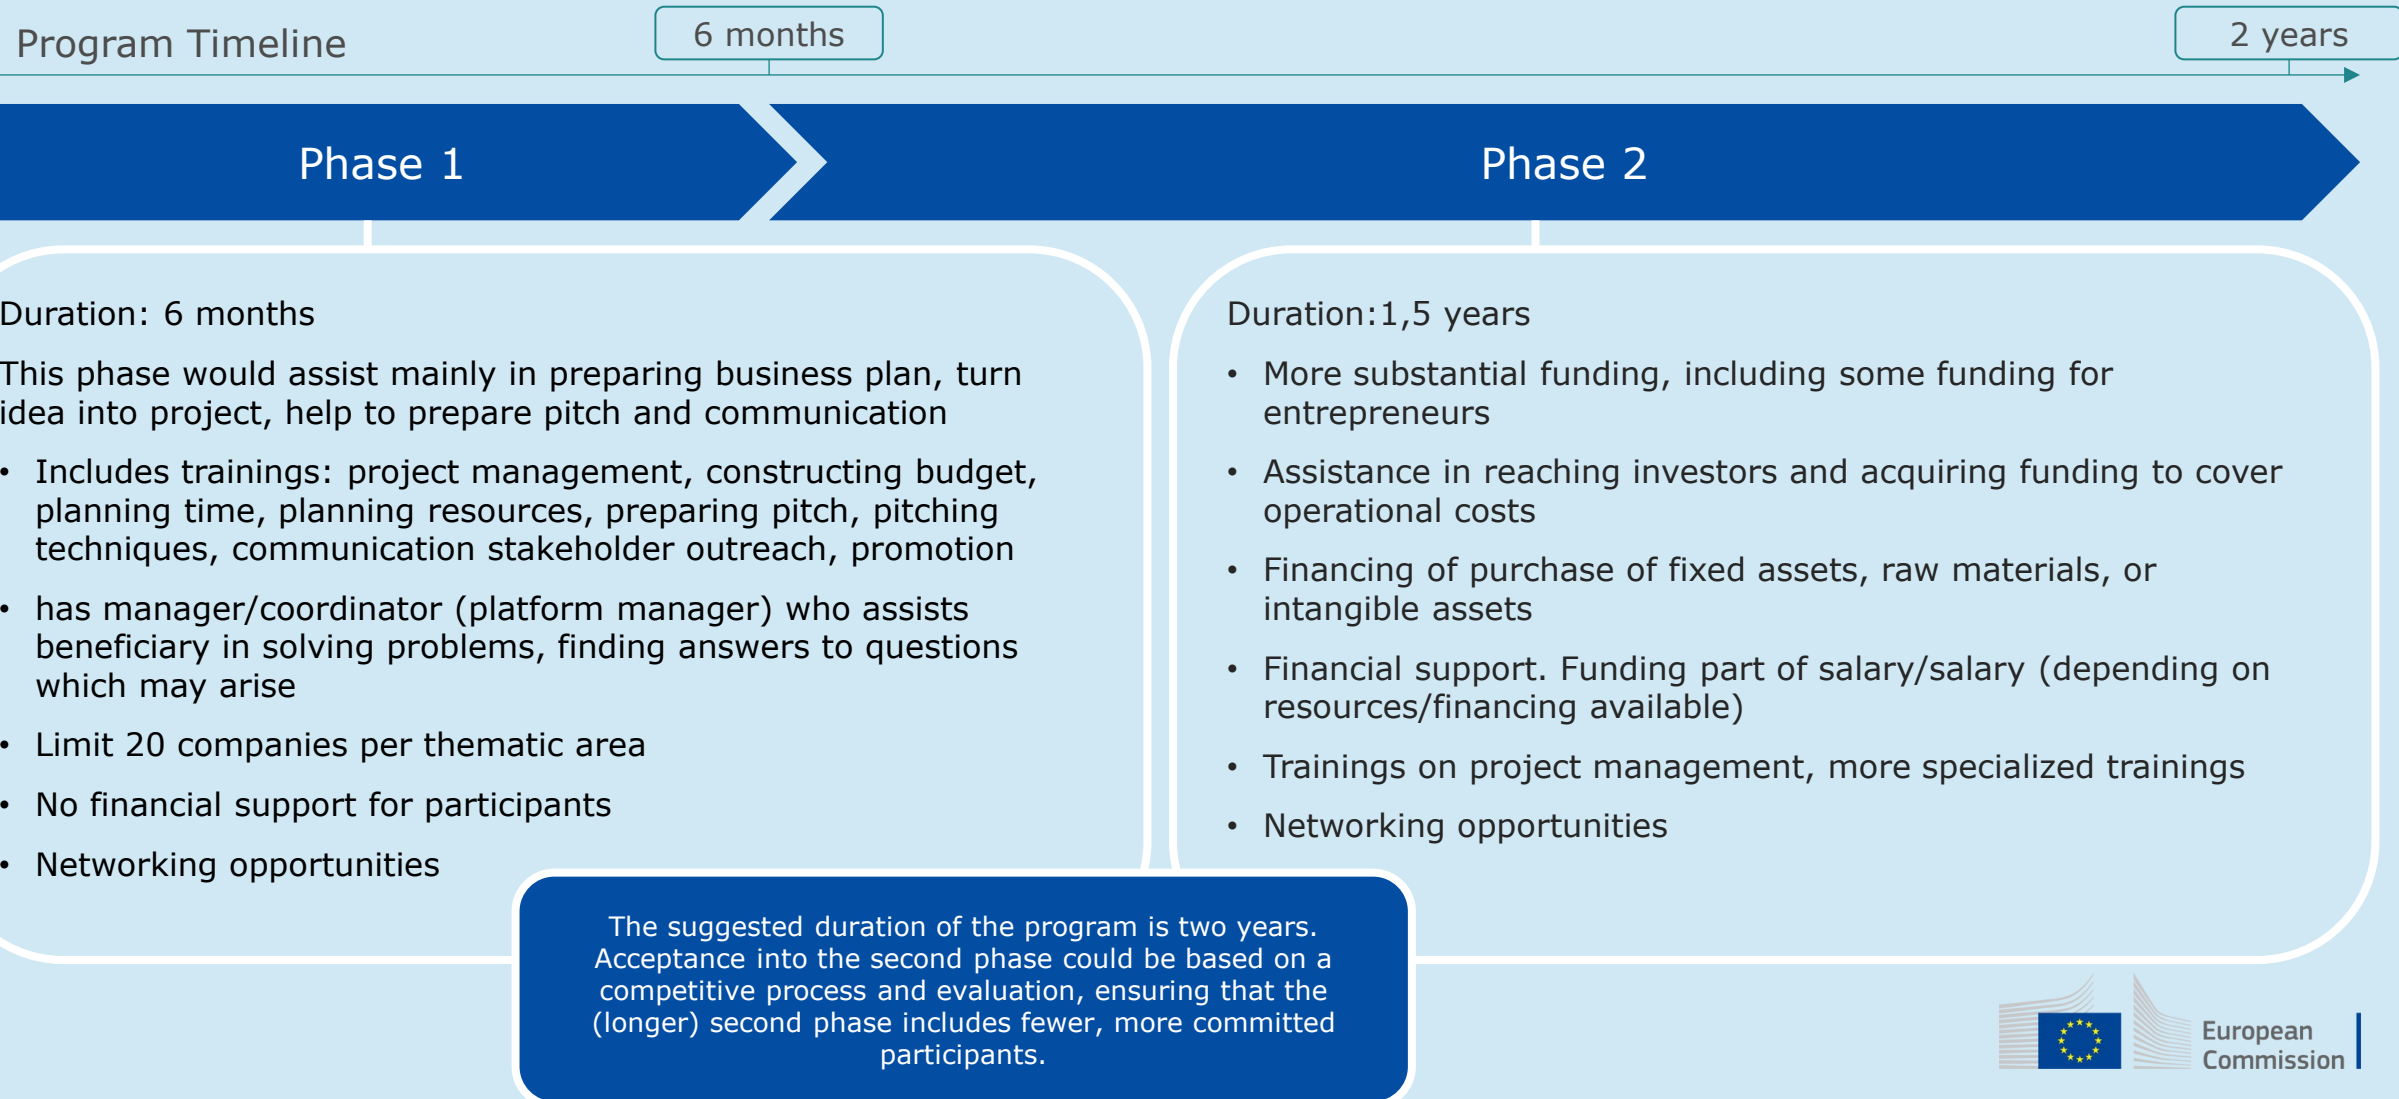 Program Timeline
6 months
2 years
Phase 1
Phase 2
Duration: 6 months
This phase would assist mainly in preparing business plan, turn
idea into project, help to prepare pitch and communication
• Includes trainings: project management, constructing budget,
planning time, planning resources, preparing pitch, pitching
techniques, communication stakeholder outreach, promotion
• has manager/coordinator (platform manager) who assists
beneficiary in solving problems, finding answers to questions
which may arise
• Limit 20 companies per thematic area
• No financial support for participants
• Networking opportunities
Duration:1,5 years
• More substantial funding, including some funding for
entrepreneurs
• Assistance in reaching investors and acquiring funding to cover
operational costs
• Financing of purchase of fixed assets, raw materials, or
intangible assets
• Financial support. Funding part of salary/salary (depending on
resources/financing available)
• Trainings on project management, more specialized trainings
• Networking opportunities
The suggested duration of the program is two years.
Acceptance into the second phase could be based on a
competitive process and evaluation, ensuring that the
(longer) second phase includes fewer, more committed
participants.
European
Commission